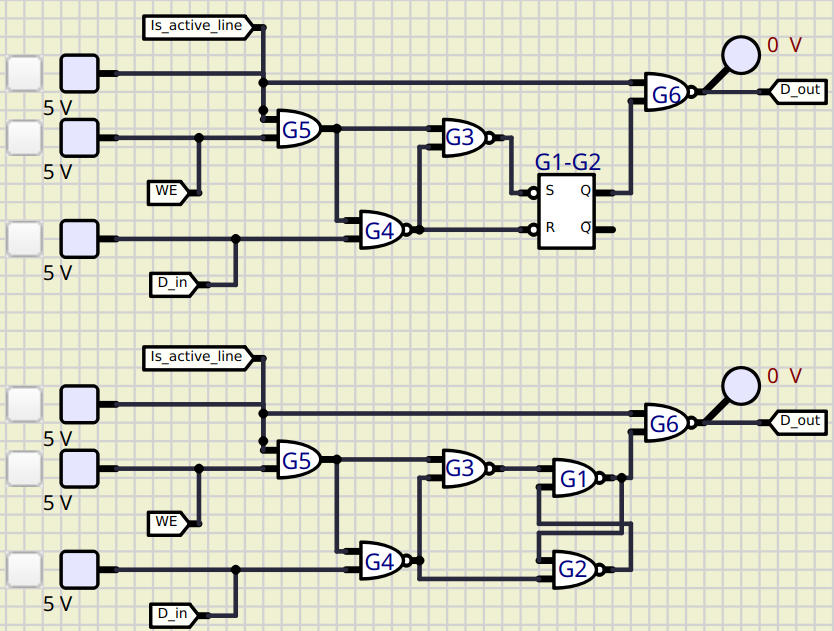 Is_active_line
0 V
D_out
5 V
G6
G5
G3
5 V
G1-G2
WE
S Q
R Q̅
G4
5 V
D_in
Is_active_line
0 V
D_out
5 V
G6
G5
G3
G1
5 V
WE
G4
G2
5 V
D_in